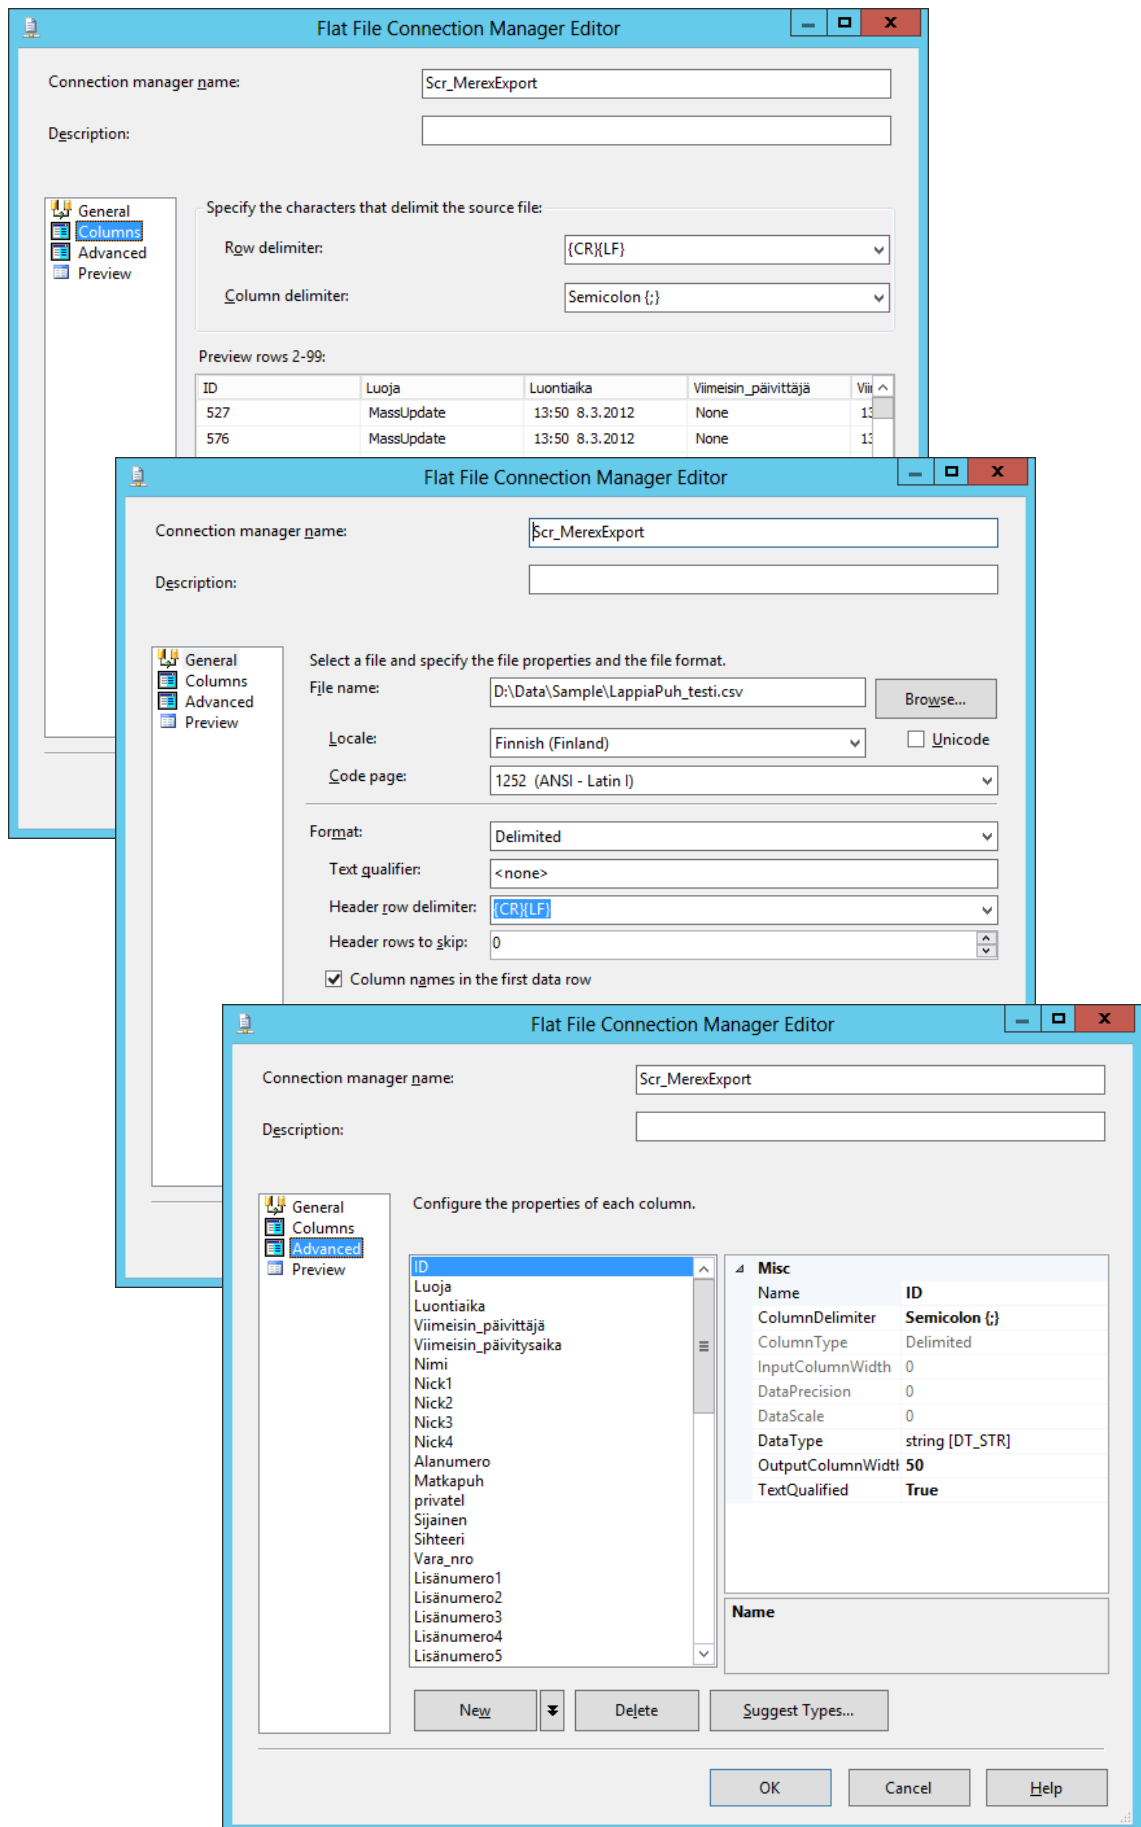 Flat File Connection Manager Editor
Connection manager name: Scr_MerexExport
Description:
General
Columns
Advanced
Preview
Specify the characters that delimit the source file:
Row delimiter: {CR}{LF}
Column delimiter: Semicolon {;}
Preview rows 2-99:
ID Luoja Luontiaika Viimeisin_päivittäjä Vii
527 MassUpdate 13:50 8.3.2012 None 13
576 MassUpdate 13:50 8.3.2012 None 13
Flat File Connection Manager Editor
Connection manager name: Scr_MerexExport
Description:
General
Columns
Advanced
Preview
Select a file and specify the file properties and the file format.
File name: D:\Data\Sample\LappiaPuh_testi.csv Browse...
Locale: Finnish (Finland) Unicode
Code page: 1252 (ANSI - Latin I)
Format: Delimited
Text qualifier: <none>
Header row delimiter: {CR}{LF}
Header rows to skip: 0
Column names in the first data row
Flat File Connection Manager Editor
Connection manager name: Scr_MerexExport
Description:
General
Columns
Advanced
Preview
Configure the properties of each column.
ID
Luoja
Luontiaika
Viimeisin_päivittäjä
Viimeisin_päivitysaika
Nimi
Nick1
Nick2
Nick3
Nick4
Alanumero
Matkapuh
privatel
Sijainen
Sihteeri
Vara_nro
Lisänumero1
Lisänumero2
Lisänumero3
Lisänumero4
Lisänumero5
Misc
Name ID
ColumnDelimiter Semicolon {;}
ColumnType Delimited
InputColumnWidth 0
DataPrecision 0
DataScale 0
DataType string [DT_STR]
OutputColumnWidth 50
TextQualified True
Name
New Delete Suggest Types...
OK Cancel Help